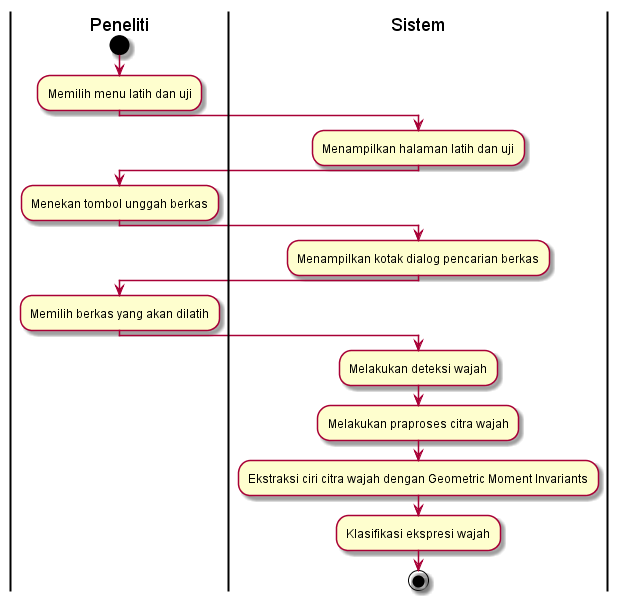 Peneliti
Sistem
Memilih menu latih dan uji
Menampilkan halaman latih dan uji
Menekan tombol unggah berkas
Menampilkan kotak dialog pencarian berkas
Memilih berkas yang akan dilatih
Melakukan deteksi wajah
Melakukan praproses citra wajah
Ekstraksi ciri citra wajah dengan Geometric Moment Invariants
Klasifikasi ekspresi wajah